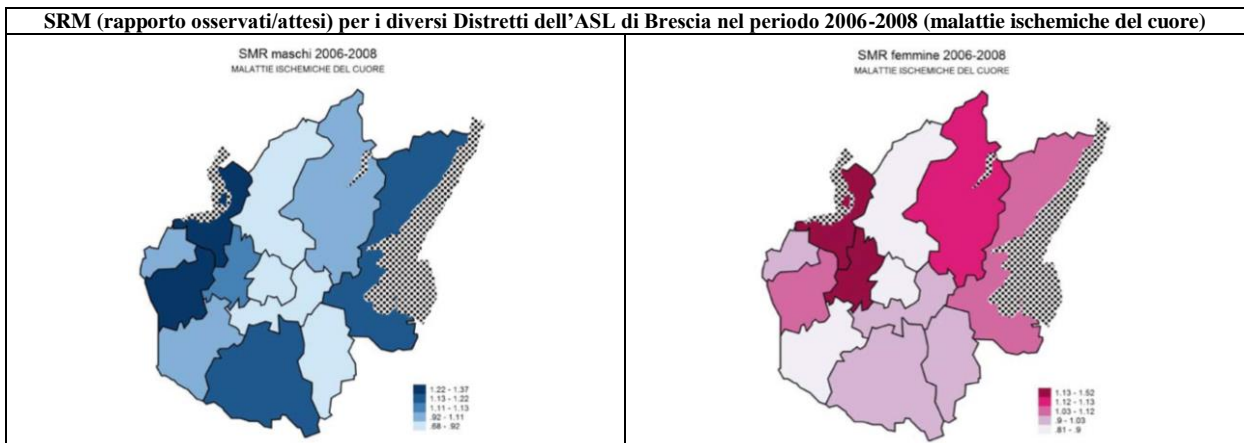 SRM (rapporto osservati/attesi) per i diversi Distretti dell’ASL di Brescia nel periodo 2006-2008 (malattie ischemiche del cuore)
SMR maschi 2006-2008
MALATTIE ISCHEMICHE DEL CUORE
1.22 - 1.37
1.13 - 1.22
1.11 - 1.13
.92 - 1.11
.68 - .92
SMR femmine 2006-2008
MALATTIE ISCHEMICHE DEL CUORE
1.13 - 1.52
1.12 - 1.13
1.03 - 1.12
.9 - 1.03
.81 - .9